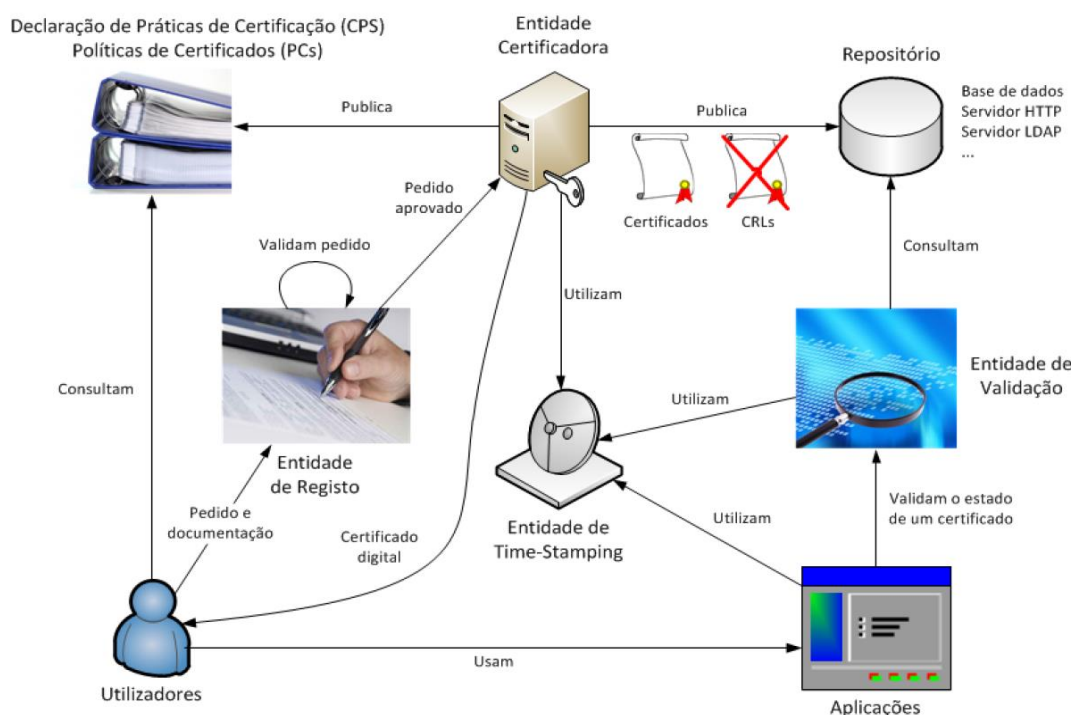 Declaração de Práticas de Certificação (CPS)
Políticas de Certificados (PCs)
Entidade
Certificadora
Repositório
Base de dados
Servidor HTTP
Servidor LDAP
...
Publica
Publica
Pedido
aprovado
Certificados
CRLs
Validam pedido
Consultam
Utilizam
Entidade de
Validação
Consultam
Utilizam
Entidade
de Registo
Validam o estado
de um certificado
Pedido e
documentação
Utilizam
Entidade de
Time-Stamping
Certificado
digital
Usam
Utilizadores
Aplicações